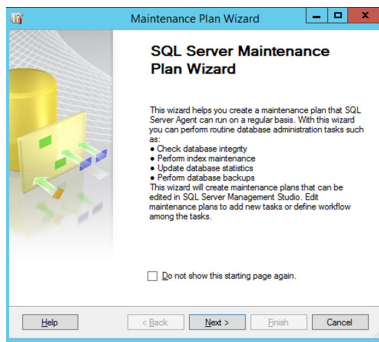 Maintenance Plan Wizard
SQL Server Maintenance
Plan Wizard
This wizard helps you create a maintenance plan that SQL
Server Agent can run on a regular basis. With this wizard
you can perform routine database administration tasks such
as:
● Check database integrity
● Perform index maintenance
● Update database statistics
● Perform database backups
This wizard will create maintenance plans that can be
edited in SQL Server Management Studio. Edit
maintenance plans to add new tasks or define workflow
among the tasks.
Do not show this starting page again.
Help
< Back
Next >
Finish
Cancel